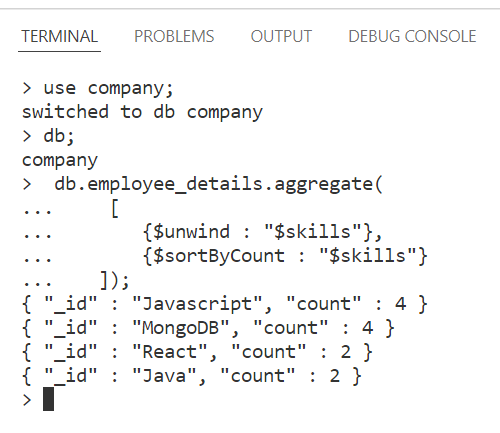 TERMINAL PROBLEMS OUTPUT DEBUG CONSOLE
> use company;
switched to db company
> db;
company
>  db.employee_details.aggregate(
...     [
...        {$unwind : "$skills"},
...        {$sortByCount : "$skills"}
...    ]);
{ "_id" : "Javascript", "count" : 4 }
{ "_id" : "MongoDB", "count" : 4 }
{ "_id" : "React", "count" : 2 }
{ "_id" : "Java", "count" : 2 }
>